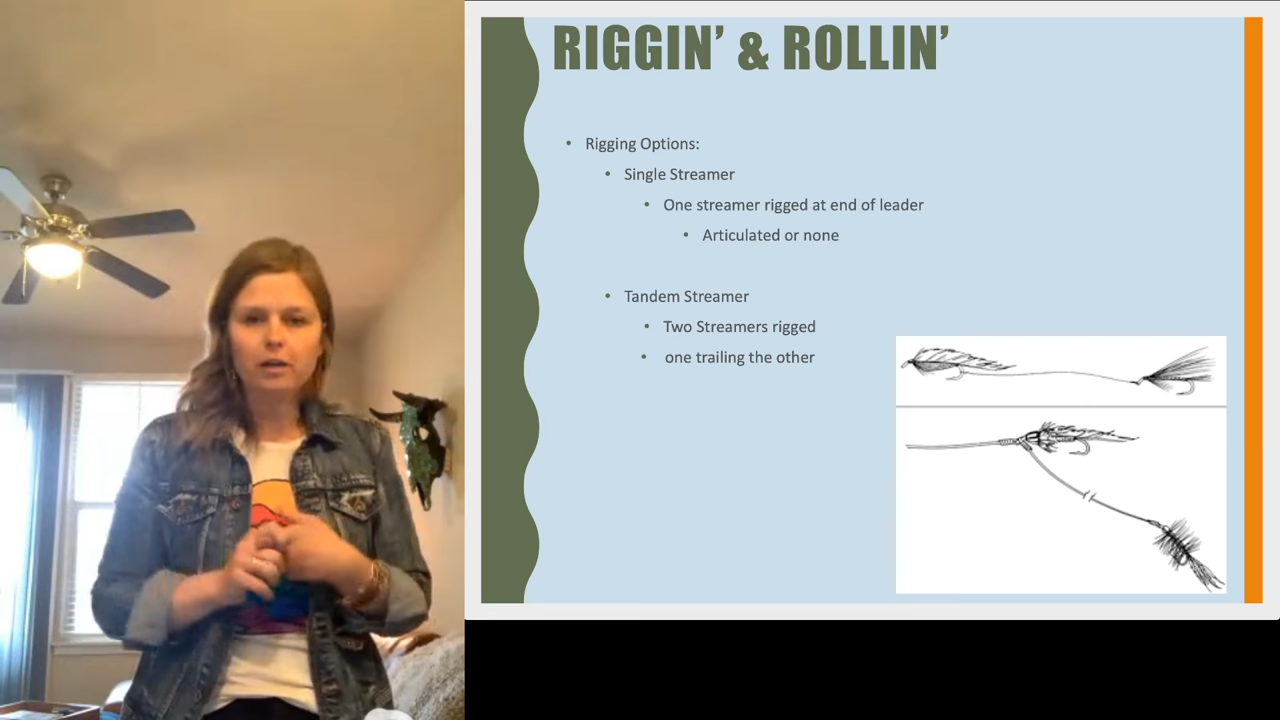 RIGGIN’ & ROLLIN’
• Rigging Options:
• Single Streamer
• One streamer rigged at end of leader
• Articulated or none
• Tandem Streamer
• Two Streamers rigged
• one trailing the other